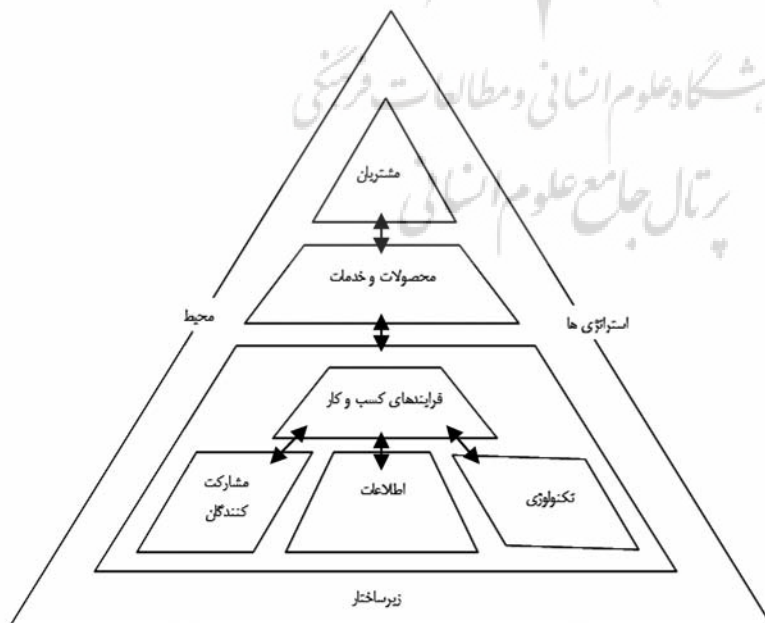 پژوهشگاه علوم انسانی و مطالعات فرهنگی
پرتال جامع علوم انسانی
مشتریان
محصولات و خدمات
استراتژی ها
محیط
فرایندهای کسب و کار
مشارکت
کنندگان
اطلاعات
تکنولوژی
زیرساختار